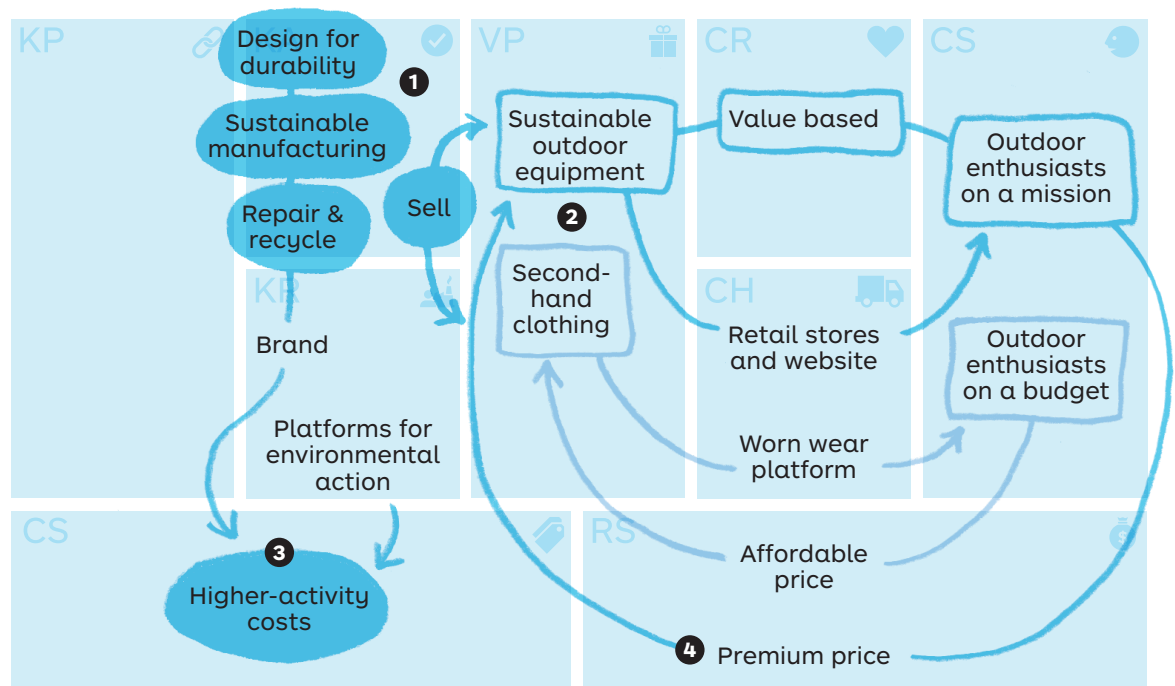 KP
Design for
durability
1
Sustainable
manufacturing
Repair &
recycle
Sell
KR
Brand
Platforms for
environmental
action
VP
Sustainable
outdoor
equipment
2
Second-
hand
clothing
CR
Value based
CH
Retail stores
and website
Worn wear
platform
CS
Outdoor
enthusiasts
on a mission
Outdoor
enthusiasts
on a budget
CS
3
Higher-activity
costs
RS
$
Affordable
price
4
Premium price